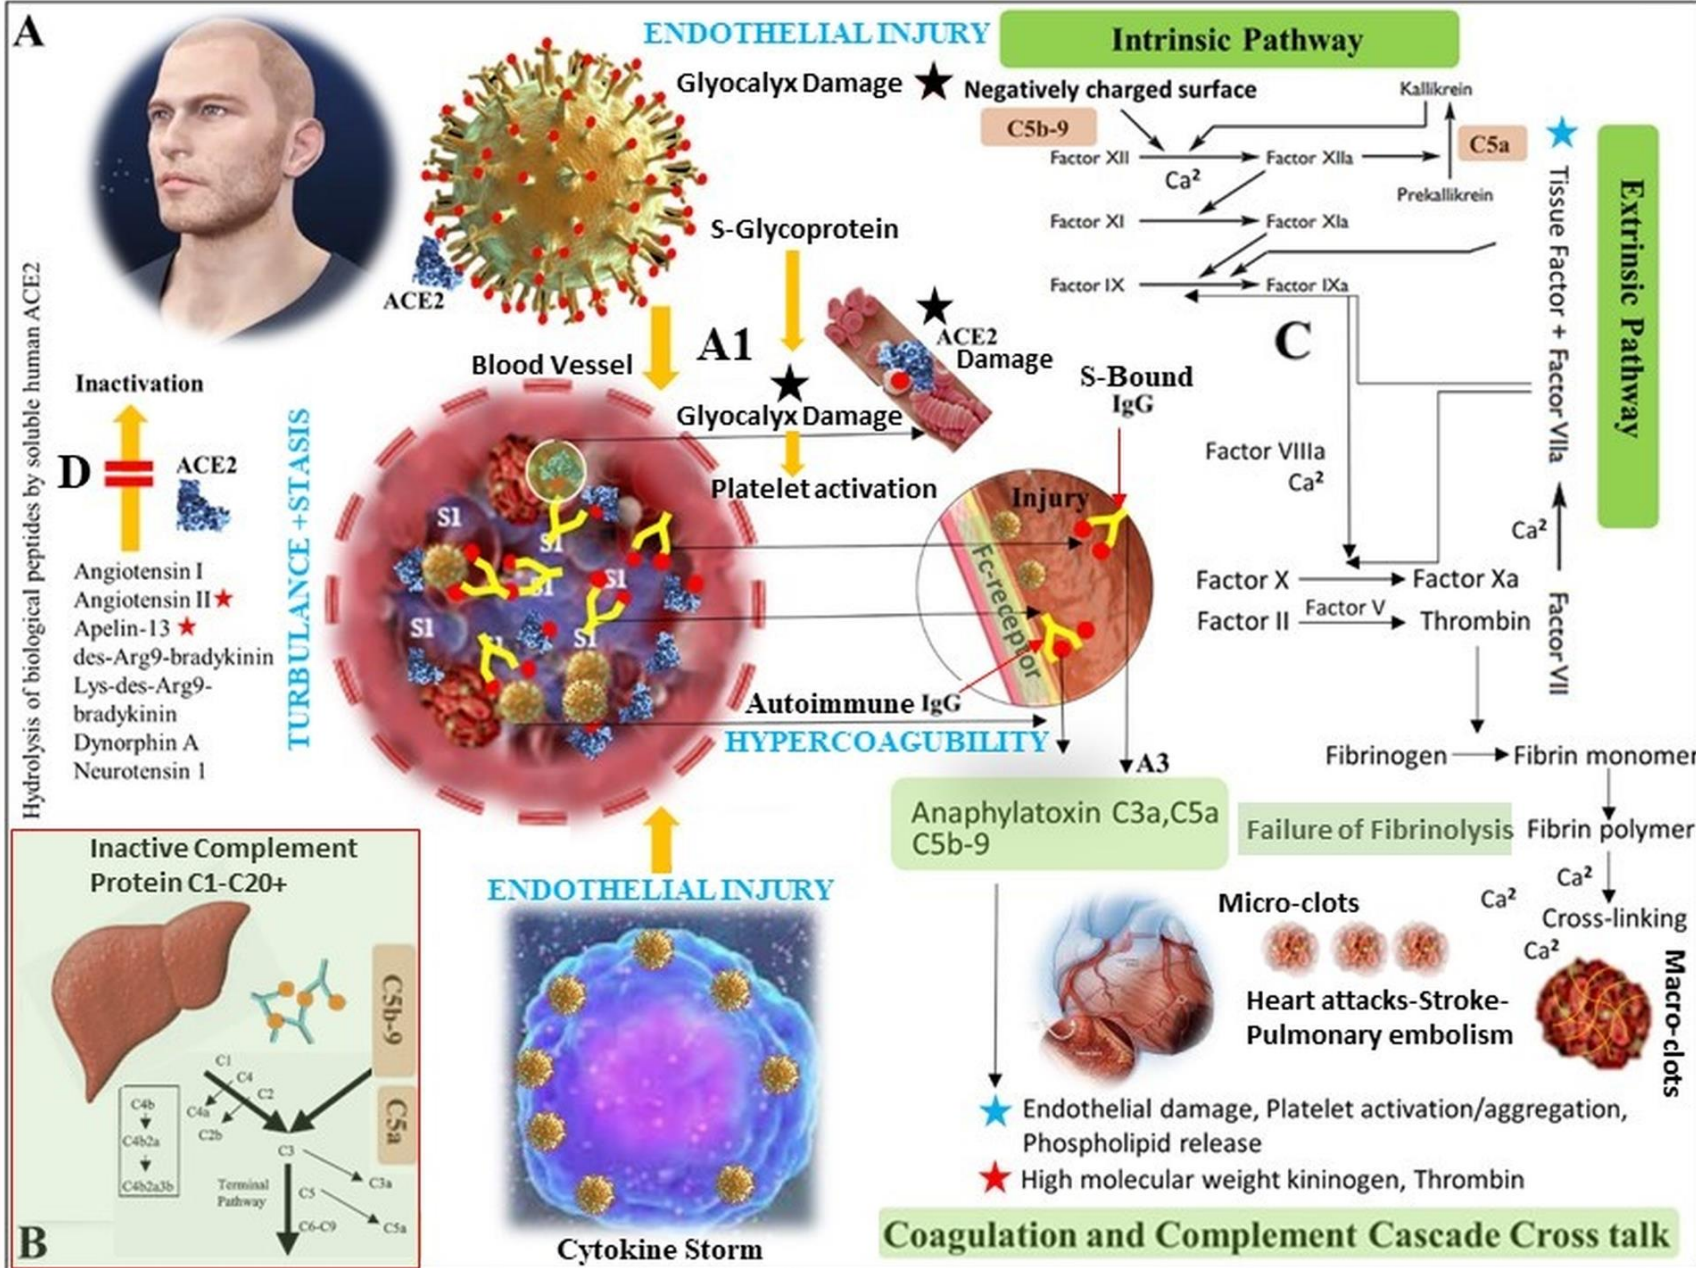 A
ENDOTHELIAL INJURY
Intrinsic Pathway
Glyocalyx Damage
Negatively charged surface
Kallikrein
C5b-9
C5a
Factor XII
Factor XIIa
Ca²
Prekallikrein
Factor XI
Factor XIa
Factor IX
Factor IXa
Tissue Factor + Factor VIIa
Extrinsic Pathway
S-Glycoprotein
ACE2
Blood Vessel
A1
ACE2
Damage
Glyocalyx Damage
Platelet activation
S-Bound
IgG
C
Factor VIIIa
Ca²
Ca²
Factor X
Factor Xa
Factor II
Factor V
Thrombin
Factor VII
Hydrolysis of biological peptides by soluble human ACE2
Inactivation
D
ACE2
Angiotensin I
Angiotensin II
Apelin-13
des-Arg9-bradykinin
Lys-des-Arg9-
bradykinin
Dynorphin A
Neurotensin 1
TURBULANCE +STASIS
S1
S1
S1
S1
S1
S1
Injury
Fc-receptor
Autoimmune IgG
HYPERCOAGUBILITY
A3
Fibrinogen
Fibrin monomer
Anaphylatoxin C3a,C5a
C5b-9
Failure of Fibrinolysis
Fibrin polymer
Ca²
Ca²
Cross-linking
Ca²
Micro-clots
Macro-clots
Heart attacks-Stroke-
Pulmonary embolism
Endothelial damage, Platelet activation/aggregation,
Phospholipid release
High molecular weight kininogen, Thrombin
Coagulation and Complement Cascade Cross talk
ENDOTHELIAL INJURY
Cytokine Storm
Inactive Complement
Protein C1-C20+
C5b-9
C5a
C1
C4
C2
C4a
C2b
C4b
C4b2a
C4b2a3b
C3
C3a
Terminal
Pathway
C5
C5a
C6-C9
B